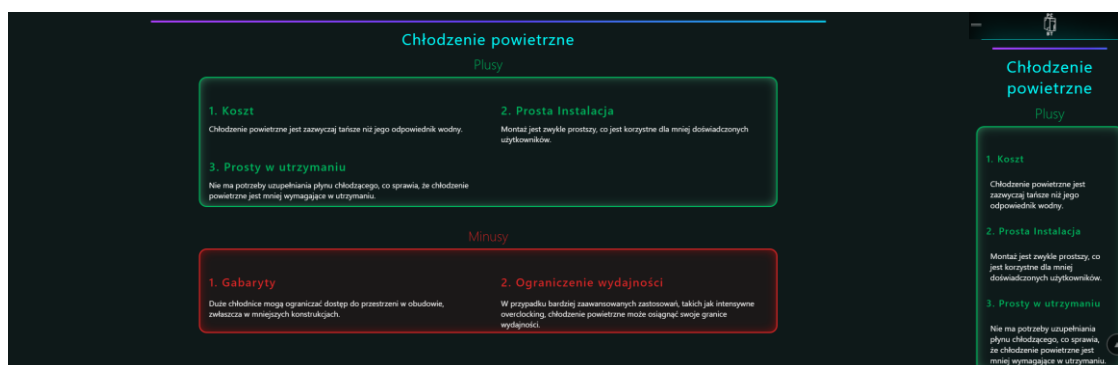 Chłodzenie powietrzne
Plusy
1. Koszt
Chłodzenie powietrzne jest zazwyczaj tańsze niż jego odpowiednik wodny.
2. Prosta Instalacja
Montaż jest zwykle prostszy, co jest korzystne dla mniej doświadczonych
użytkowników.
3. Prosty w utrzymaniu
Nie ma potrzeby uzupełniania płynu chłodzącego, co sprawia, że chłodzenie
powietrzne jest mniej wymagające w utrzymaniu.
Minusy
1. Gabaryty
Duże chłodnice mogą ograniczać dostęp do przestrzeni w obudowie,
zwłaszcza w mniejszych konstrukcjach.
2. Ograniczenie wydajności
W przypadku bardziej zaawansowanych zastosowań, takich jak intensywne
overclocking, chłodzenie powietrzne może osiągnąć swoje granice
wydajności.
Chłodzenie
powietrzne
Plusy
1. Koszt
Chłodzenie powietrzne jest
zazwyczaj tańsze niż jego
odpowiednik wodny.
2. Prosta Instalacja
Montaż jest zwykle prostszy, co
jest korzystne dla mniej
doświadczonych użytkowników.
3. Prosty w utrzymaniu
Nie ma potrzeby uzupełniania
płynu chłodzącego, co sprawia,
że chłodzenie powietrzne jest
mniej wymagające w utrzymaniu.